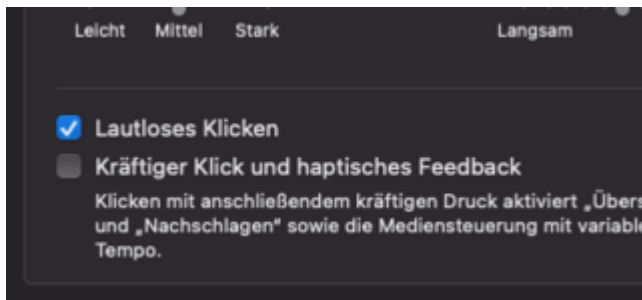 Leicht Mittel Stark Langsam
Lautloses Klicken
Kräftiger Klick und haptisches Feedback
Klicken mit anschließendem kräftigen Druck aktiviert „Übers
und „Nachschlagen“ sowie die Mediensteuerung mit variable
Tempo.